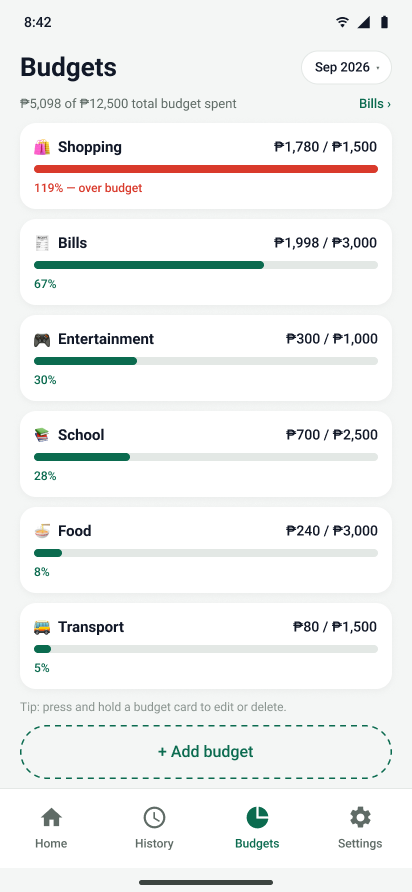 8:42
Budgets
Sep 2026
₱5,098 of ₱12,500 total budget spent
Bills ›
Shopping
₱1,780 / ₱1,500
119% — over budget
Bills
₱1,998 / ₱3,000
67%
Entertainment
₱300 / ₱1,000
30%
School
₱700 / ₱2,500
28%
Food
₱240 / ₱3,000
8%
Transport
₱80 / ₱1,500
5%
Tip: press and hold a budget card to edit or delete.
+ Add budget
Home
History
Budgets
Settings